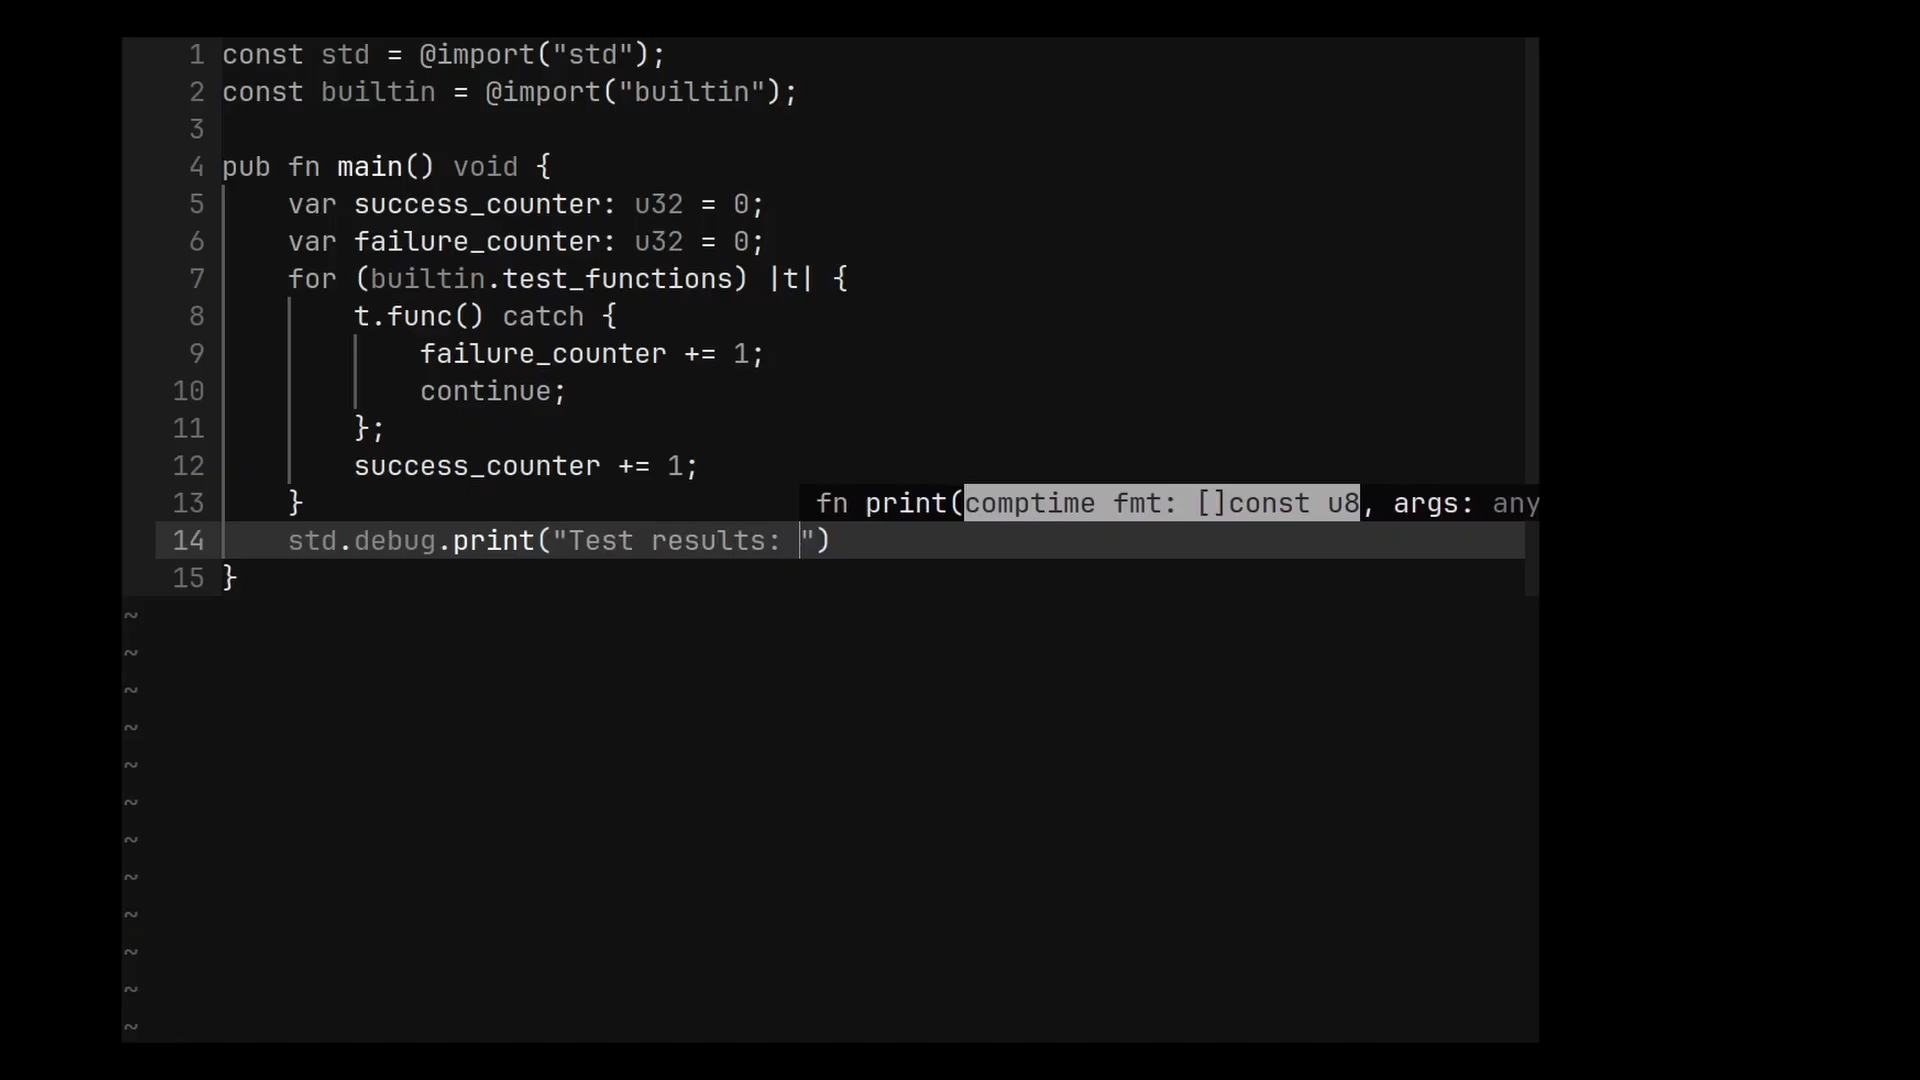 1 const std = @import("std");
2 const builtin = @import("builtin");
3
4 pub fn main() void {
5     var success_counter: u32 = 0;
6     var failure_counter: u32 = 0;
7     for (builtin.test_functions) |t| {
8         t.func() catch {
9             failure_counter += 1;
10             continue;
11         };
12         success_counter += 1;
13     }
fn print(comptime fmt: []const u8, args: any
14     std.debug.print("Test results: ")
15 }
~
~
~
~
~
~
~
~
~
~
~
~